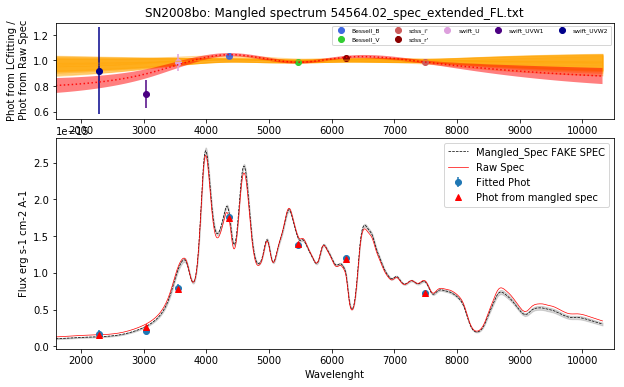 SN2008bo: Mangled spectrum 54564.02_spec_extended_FL.txt
Phot from LCfitting /
Phot from Raw Spec
1.2
1.0
0.8
0.6
Bessell_B
Bessell_V
sdss_i'
sdss_r'
swift_U
swift_UVW1
swift_UVW2
2000 3000 4000 5000 6000 7000 8000 9000 10000
Flux erg s-1 cm-2 A-1
2.5
2.0
1.5
1.0
0.5
0.0
Mangled_Spec FAKE SPEC
Raw Spec
Fitted Phot
Phot from mangled spec
2000 3000 4000 5000 6000 7000 8000 9000 10000
Wavelenght